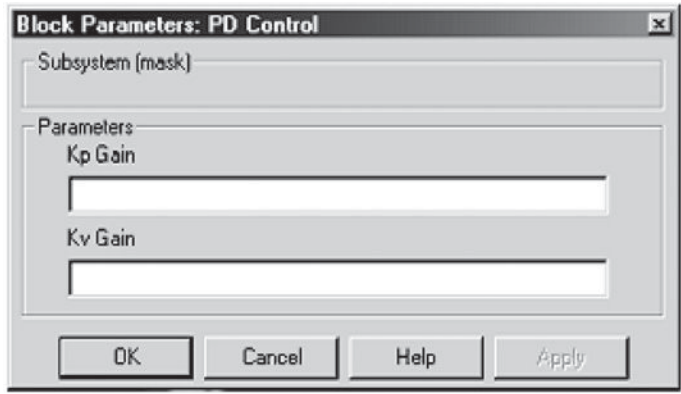 Block Parameters: PD Control
Subsystem (mask)
Parameters
Kp Gain
Kv Gain
OK Cancel Help Apply